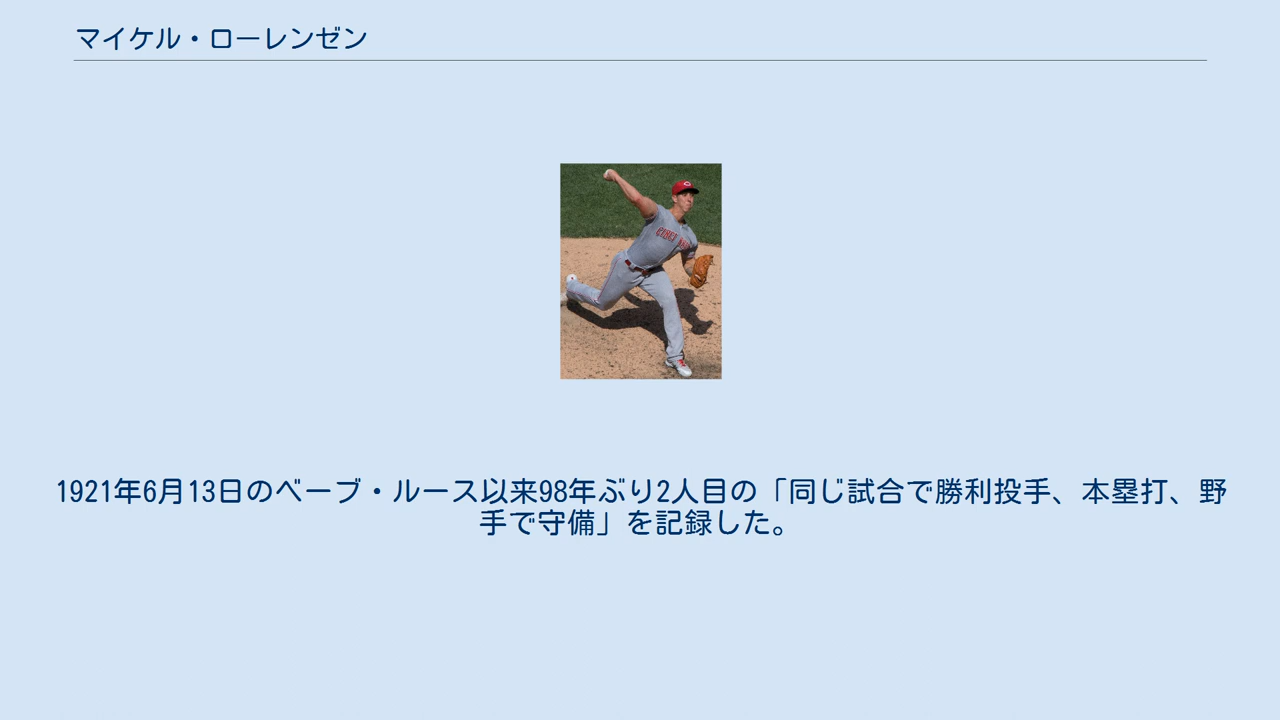 マイケル・ローレンゼン
1921年6月13日のベーブ・ルース以来98年ぶり2人目の「同じ試合で勝利投手、本塁打、野
手で守備」を記録した。